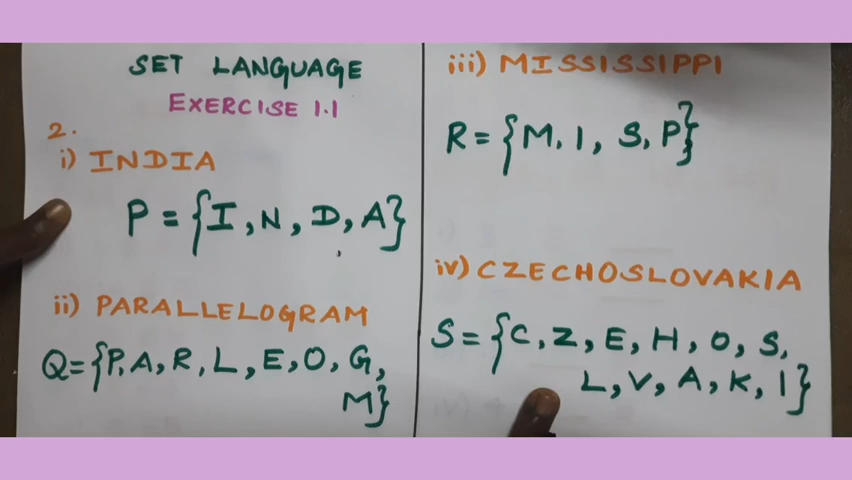 SET LANGUAGE
EXERCISE 1.1
2.
i) INDIA
P = {I, N, D, A}
ii) PARALLELOGRAM
Q = {P, A, R, L, E, O, G,
M}
iii) MISSISSIPPI
R = {M, I, S, P}
iv) CZECHOSLOVAKIA
S = {C, Z, E, H, O, S,
L, V, A, K, I}